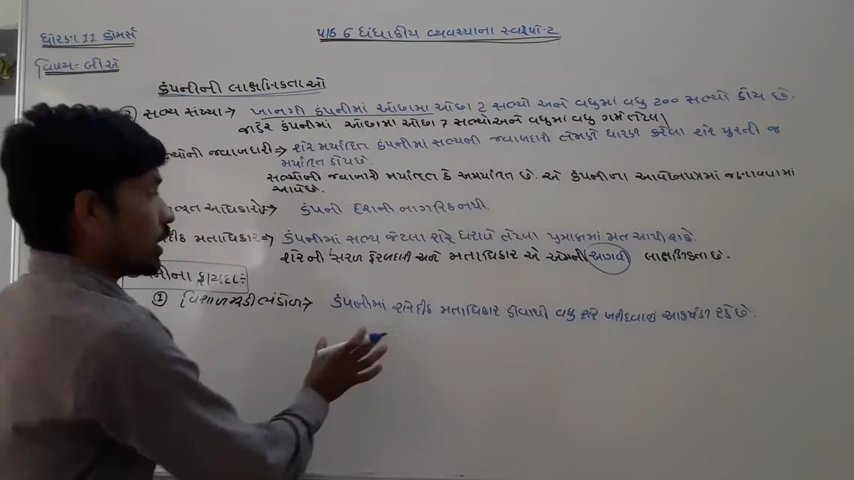 ધોરણ 11 કોમર્સ
પાઠ 6 ધંધાકીય વ્યવસ્થાના સ્વરૂપો-2
વિષય:- બીએ
કંપનીની લાક્ષણિકતાઓ
સભ્ય સંખ્યા → ખાનગી કંપનીમાં ઓછામાં ઓછા 2 સભ્યો અને વધુમાં વધુ 200 સભ્યો હોય છે.
જાહેર કંપનીમાં ઓછામાં ઓછા 7 સભ્યો અને વધુમાં વધુ ગમે તેટલા
ભ્યોની જવાબદારી → શેર મર્યાદિત કંપનીમાં સભ્યની જવાબદારી તેમણે ધારણ કરેલા શેર પુરતી જ
મર્યાદિત હોય છે.
સભ્યોની જવાબદારી મર્યાદિત કે અમર્યાદિત છે. એ કંપનીના આવેદનપત્રમાં જણાવવામાં
આવે છે.
અધિકારો → કંપની દેશની નાગરિક નથી.
દીઠ મતાધિકાર → કંપનીમાં સભ્ય જેટલા શેર ધરાવે તેટલા પ્રમાણમાં મત આપી શકે.
શેરની સરળ ફેરબદલી અને મતાધિકાર એ એમની આગવી લાક્ષણિકતા છે.
પનીના ફાયદા:-
① વિશાળ મૂડી ભંડોળ → કંપનીમાં શેરદીઠ મતાધિકાર હોવાથી વધુ શેર ખરીદવાનું આકર્ષણ રહે છે.